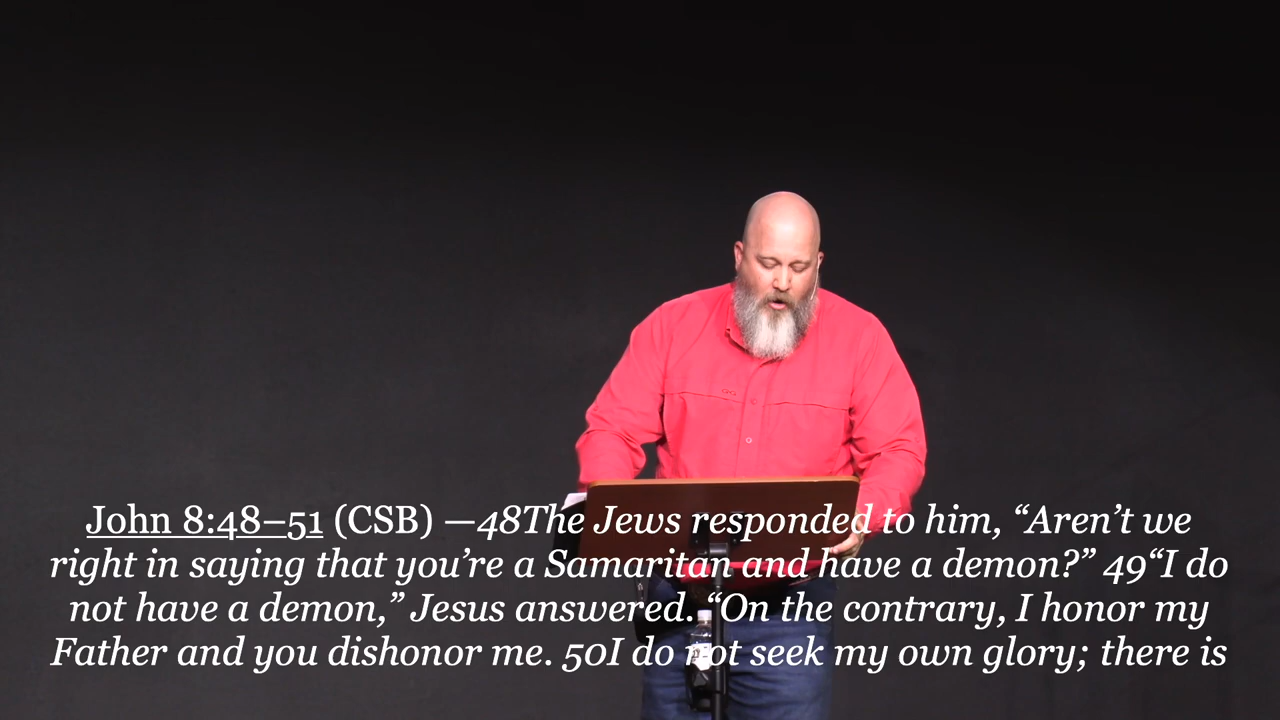 John 8:48–51 (CSB) —48The Jews responded to him, “Aren’t we
right in saying that you’re a Samaritan and have a demon?” 49“I do
not have a demon,” Jesus answered. “On the contrary, I honor my
Father and you dishonor me. 50I do not seek my own glory; there is